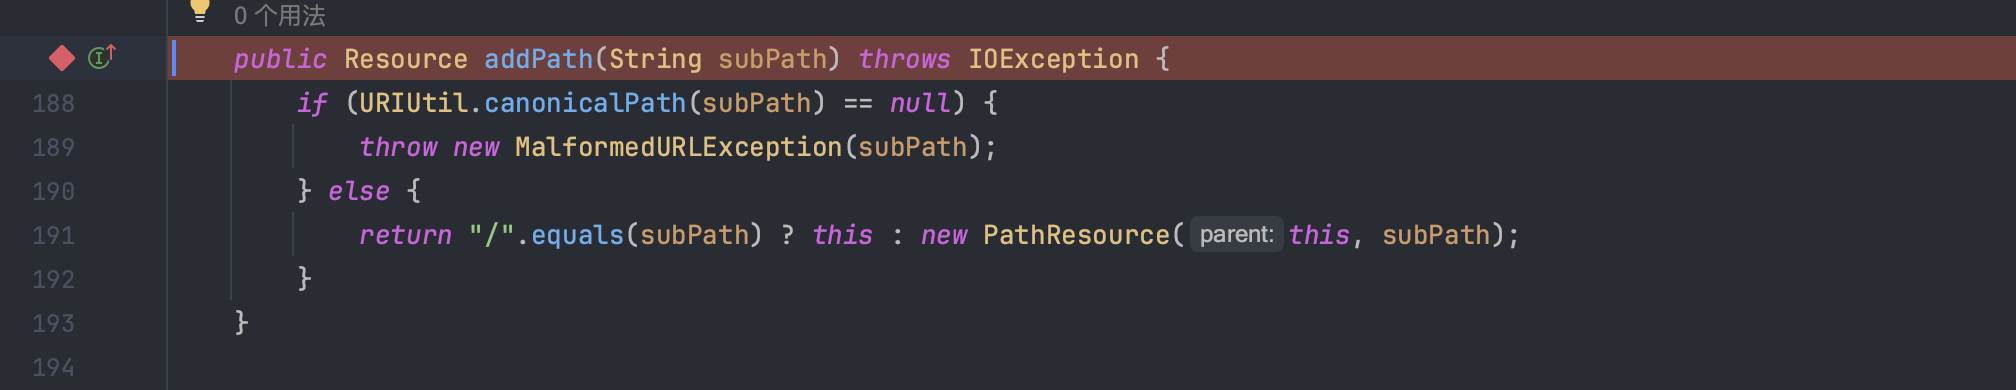 0 个用法
public Resource addPath(String subPath) throws IOException {
188 if (URIUtil.canonicalPath(subPath) == null) {
189 throw new MalformedURLException(subPath);
190 } else {
191 return "/".equals(subPath) ? this : new PathResource( parent: this, subPath);
192 }
193 }
194